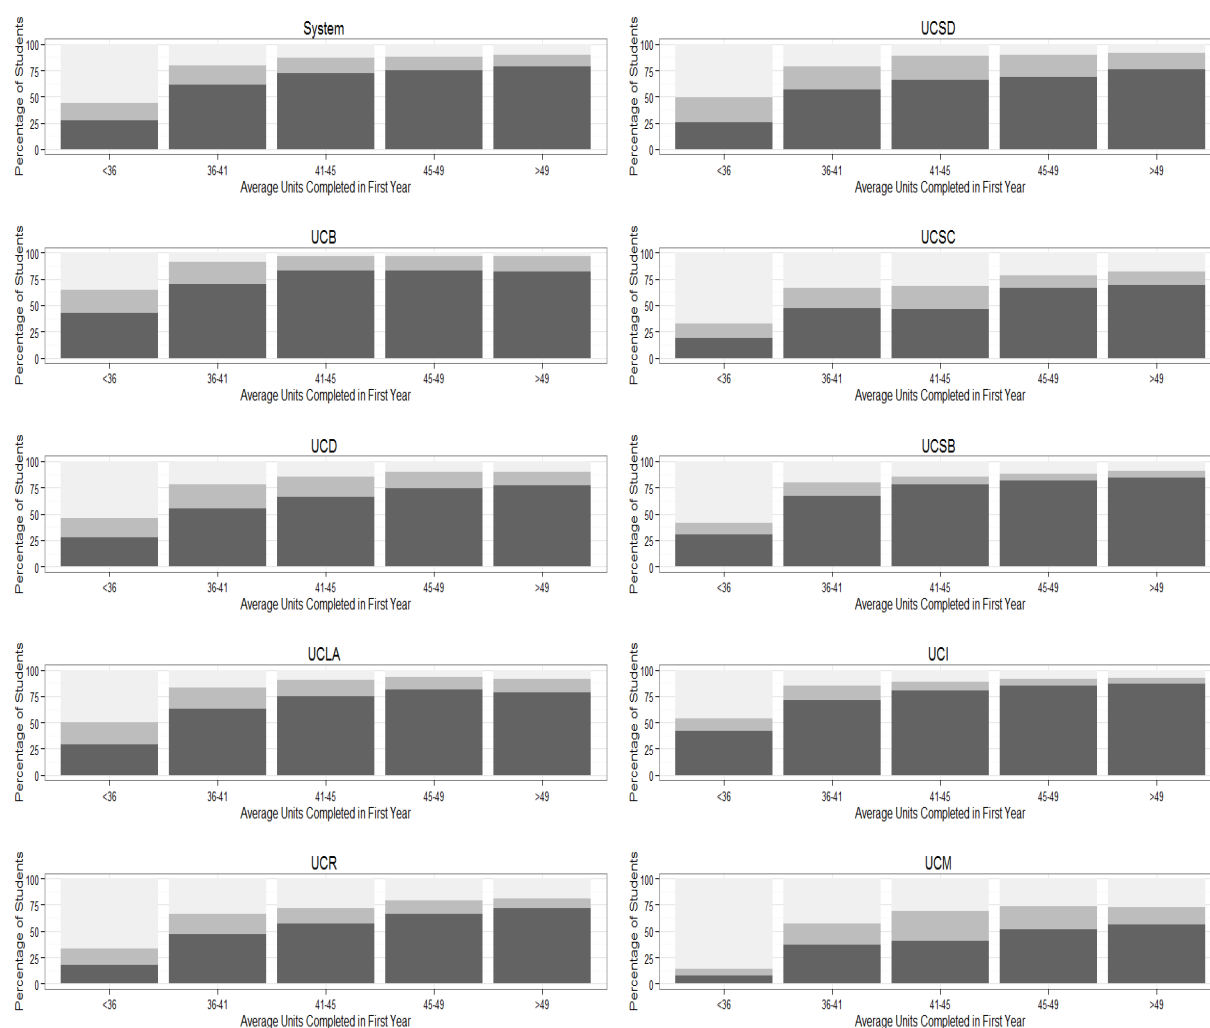 System
Percentage of Students
100
75
50
25
0
<36 36-41 41-45 45-49 >49
Average Units Completed in First Year
UCSD
Percentage of Students
100
75
50
25
0
<36 36-41 41-45 45-49 >49
Average Units Completed in First Year
UCB
Percentage of Students
100
75
50
25
0
<36 36-41 41-45 45-49 >49
Average Units Completed in First Year
UCSC
Percentage of Students
100
75
50
25
0
<36 36-41 41-45 45-49 >49
Average Units Completed in First Year
UCD
Percentage of Students
100
75
50
25
0
<36 36-41 41-45 45-49 >49
Average Units Completed in First Year
UCSB
Percentage of Students
100
75
50
25
0
<36 36-41 41-45 45-49 >49
Average Units Completed in First Year
UCLA
Percentage of Students
100
75
50
25
0
<36 36-41 41-45 45-49 >49
Average Units Completed in First Year
UCI
Percentage of Students
100
75
50
25
0
<36 36-41 41-45 45-49 >49
Average Units Completed in First Year
UCR
Percentage of Students
100
75
50
25
0
<36 36-41 41-45 45-49 >49
Average Units Completed in First Year
UCM
Percentage of Students
100
75
50
25
0
<36 36-41 41-45 45-49 >49
Average Units Completed in First Year